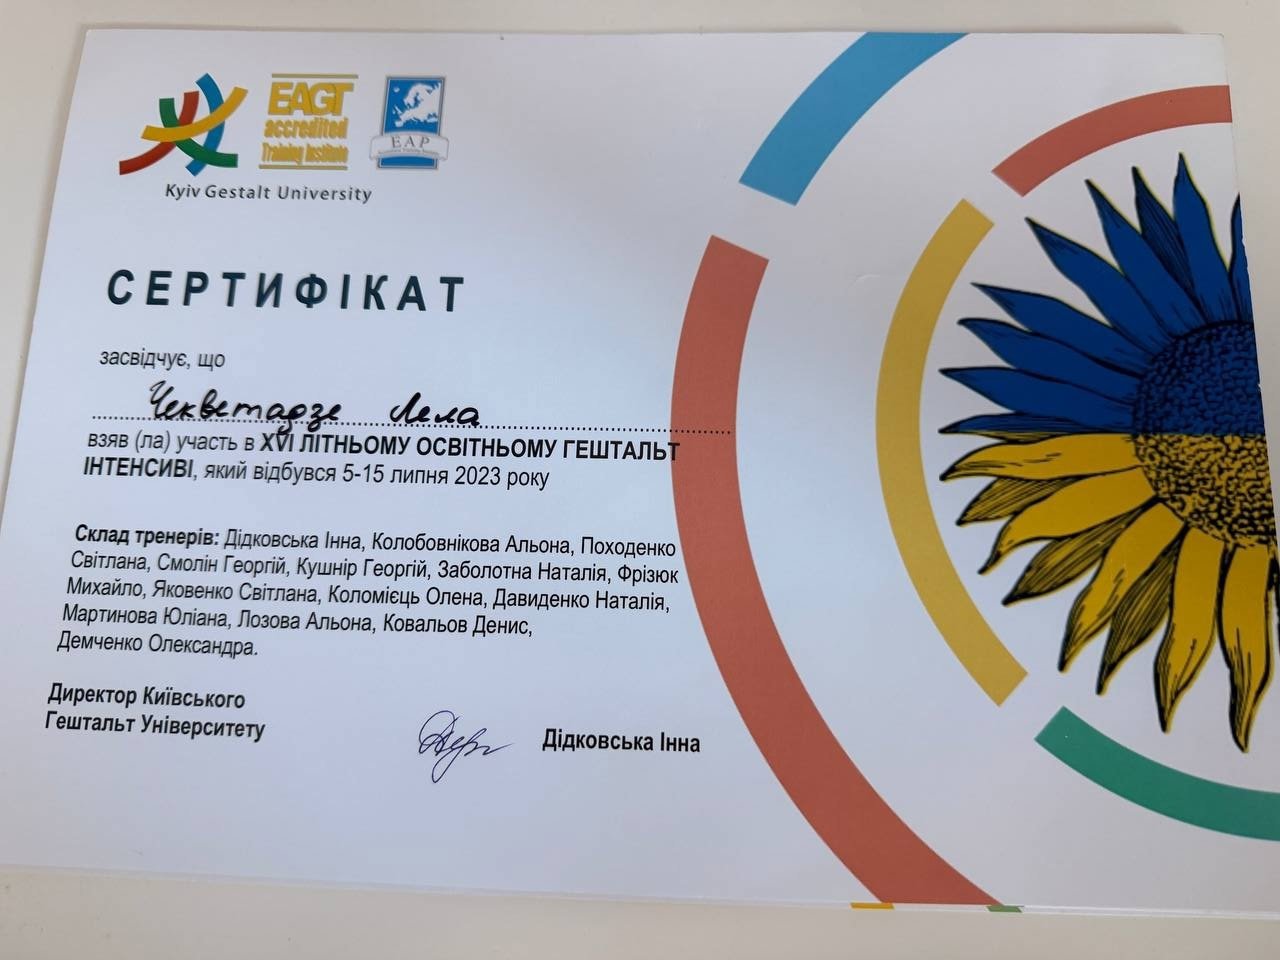 EAGT
accredited
Training Institute
EAP
Kyiv Gestalt University
СЕРТИФІКАТ
засвідчує, що
Чекветадзе Лела
взяв (ла) участь в XVI ЛІТНЬОМУ ОСВІТНЬОМУ ГЕШТАЛЬТ
ІНТЕНСИВІ, який відбувся 5-15 липня 2023 року
Склад тренерів: Дідковська Інна, Колобовнікова Альона, Походенко
Світлана, Смолін Георгій, Кушнір Георгій, Заболотна Наталія, Фрізюк
Михайло, Яковенко Світлана, Коломієць Олена, Давиденко Наталія,
Мартинова Юліана, Лозова Альона, Ковальов Денис,
Демченко Олександра.
Директор Київського
Гештальт Університету
Дідковська Інна